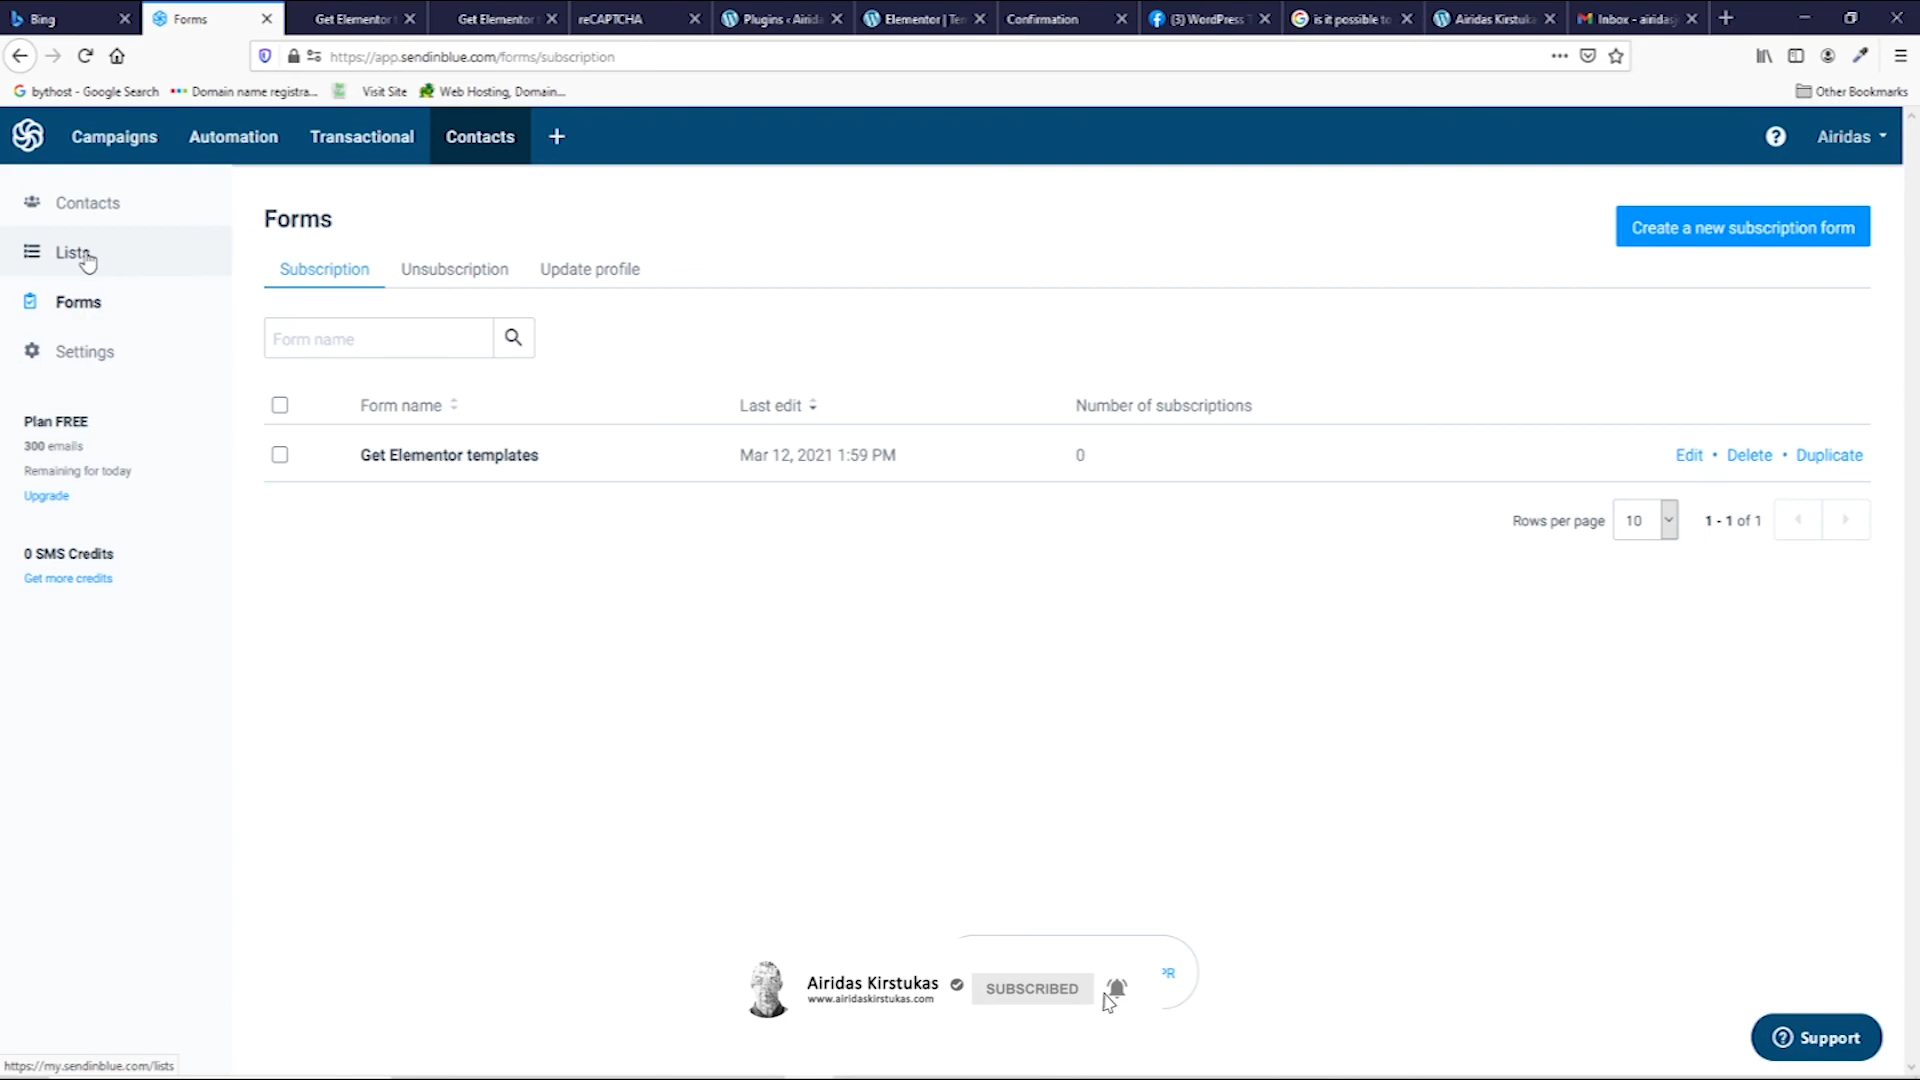 Bing
Forms
Get Elementor
Get Elementor
reCAPTCHA
Plugins ‹ Airida
Elementor | Ten
Confirmation
(3) WordPress T
is it possible to
Airidas Kirstuka
Inbox - airidas
https://app.sendinblue.com/forms/subscription
bythost - Google Search
Domain name registra...
Visit Site
Web Hosting, Domain...
Other Bookmarks
Campaigns
Automation
Transactional
Contacts
+
Airidas
Contacts
Lists
Forms
Settings
Plan FREE
300 emails
Remaining for today
Upgrade
0 SMS Credits
Get more credits
Forms
Create a new subscription form
Subscription
Unsubscription
Update profile
Form name
Form name
Last edit
Number of subscriptions
Get Elementor templates
Mar 12, 2021 1:59 PM
0
Edit • Delete • Duplicate
Rows per page
10
1 - 1 of 1
Airidas Kirstukas
www.airidaskirstukas.com
SUBSCRIBED
PR
Support
https://my.sendinblue.com/lists